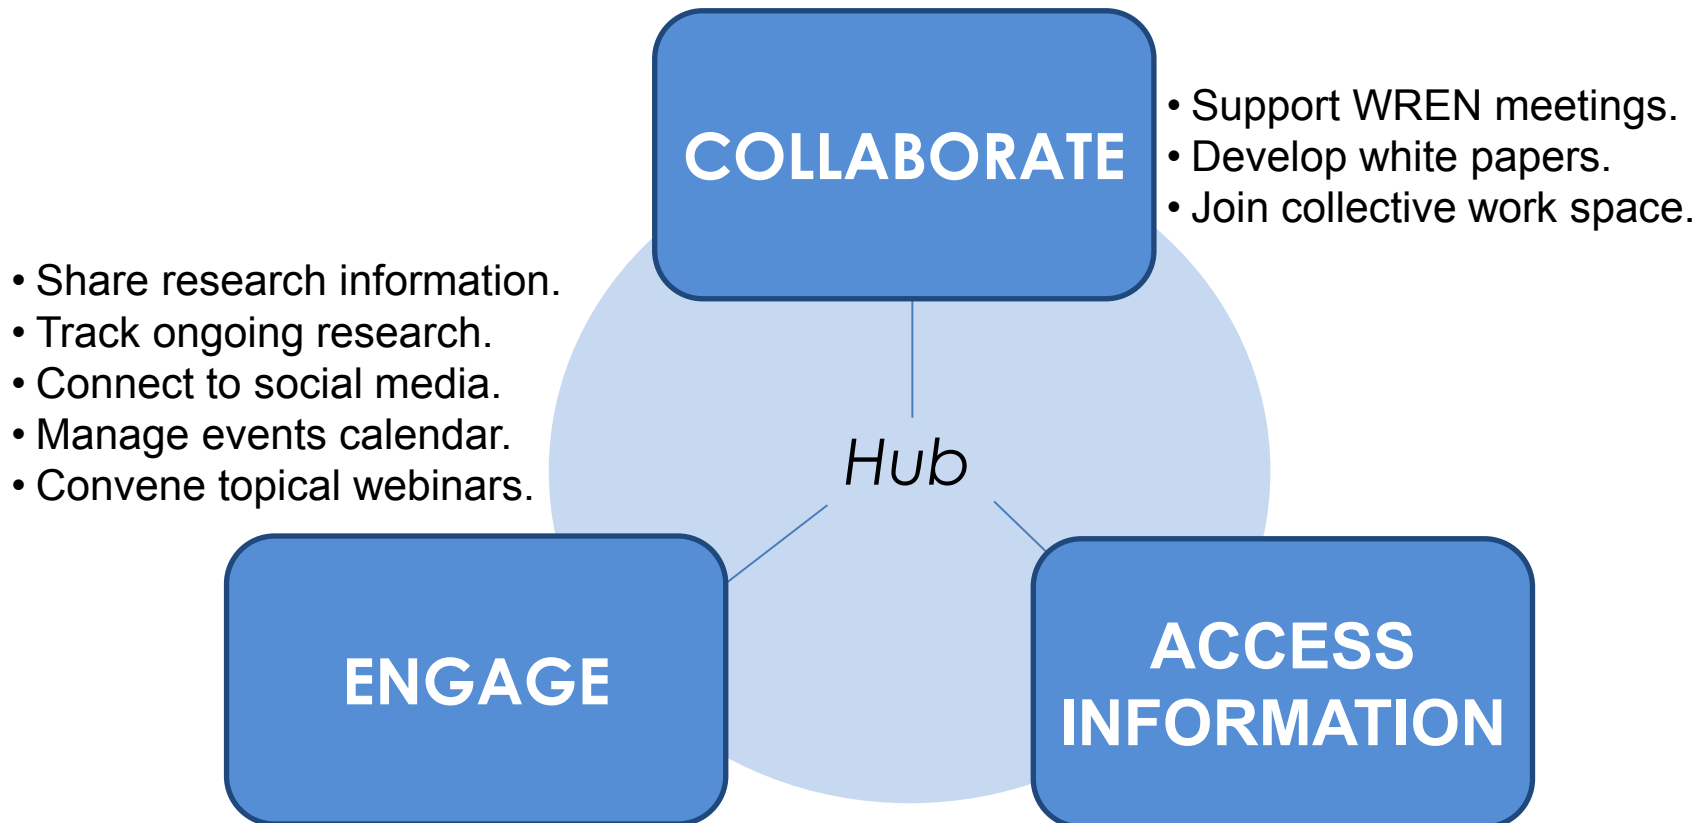 COLLABORATE
• Support WREN meetings.
• Develop white papers.
• Join collective work space.
• Share research information.
• Track ongoing research.
• Connect to social media.
• Manage events calendar.
• Convene topical webinars.
Hub
ENGAGE
ACCESS
INFORMATION